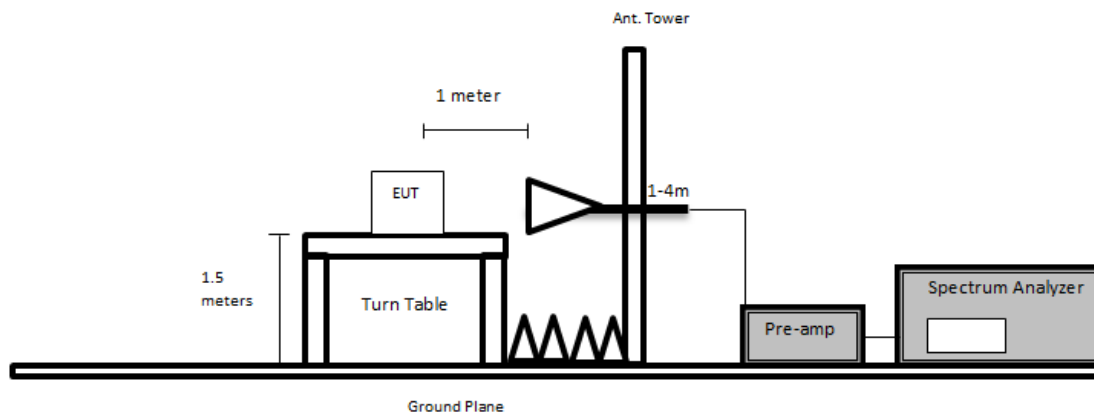 Ant. Tower
1 meter
1-4m
EUT
1.5
meters
Turn Table
Spectrum Analyzer
Pre-amp
Ground Plane